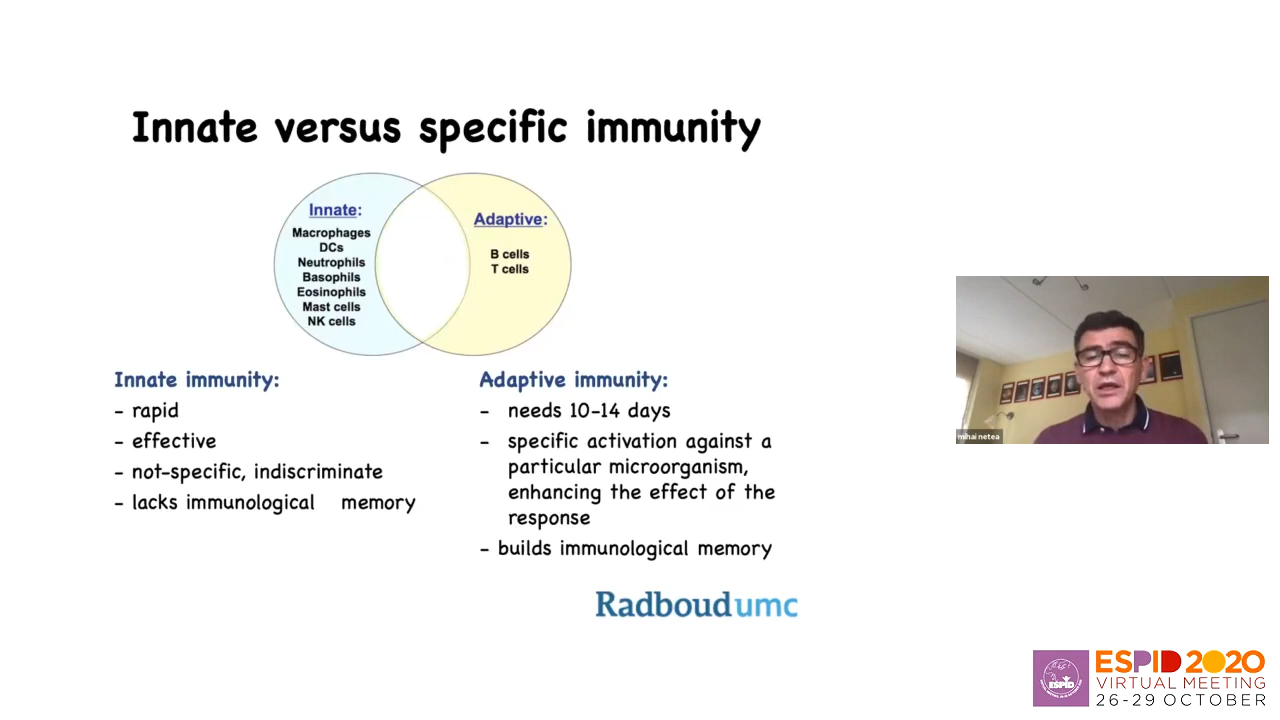 Innate versus specific immunity
Innate:
Macrophages
DCs
Neutrophils
Basophils
Eosinophils
Mast cells
NK cells
Adaptive:
B cells
T cells
Innate immunity:
- rapid
- effective
- not-specific, indiscriminate
- lacks immunological memory
Adaptive immunity:
- needs 10-14 days
- specific activation against a
particular microorganism,
enhancing the effect of the
response
- builds immunological memory
Radboudumc
mihai netea
ESPID
ESPID 2020
VIRTUAL MEETING
26-29 OCTOBER